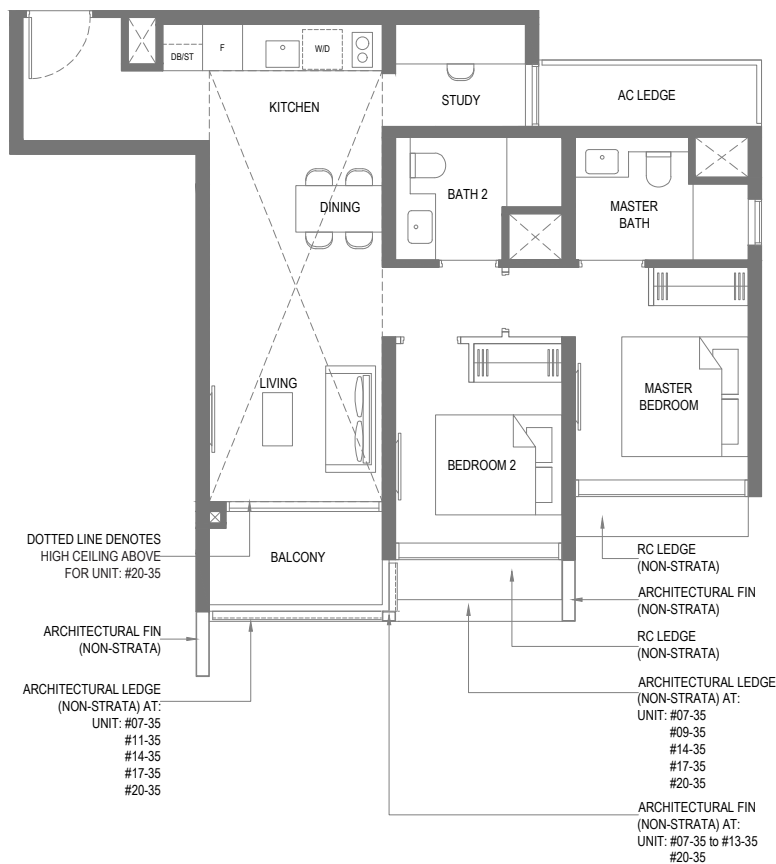 DB/ST
F
W/D
KITCHEN
STUDY
AC LEDGE
DINING
BATH 2
MASTER
BATH
LIVING
MASTER
BEDROOM
BEDROOM 2
BALCONY
DOTTED LINE DENOTES
HIGH CEILING ABOVE
FOR UNIT: #20-35
ARCHITECTURAL FIN
(NON-STRATA)
ARCHITECTURAL LEDGE
(NON-STRATA) AT:
UNIT: #07-35
#11-35
#14-35
#17-35
#20-35
RC LEDGE
(NON-STRATA)
ARCHITECTURAL FIN
(NON-STRATA)
RC LEDGE
(NON-STRATA)
ARCHITECTURAL LEDGE
(NON-STRATA) AT:
UNIT: #07-35
#09-35
#14-35
#17-35
#20-35
ARCHITECTURAL FIN
(NON-STRATA) AT:
UNIT: #07-35 to #13-35
#20-35